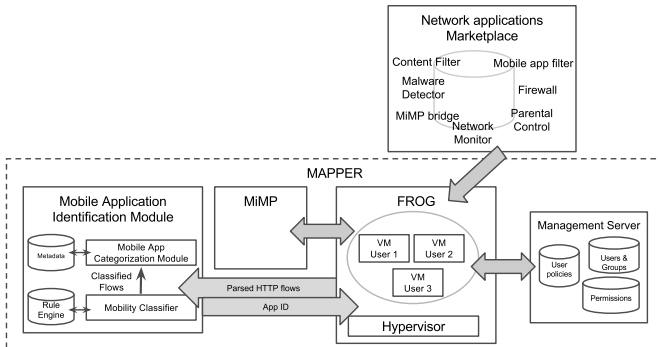 Network applications
Marketplace
Content Filter
Mobile app filter
Malware
Detector
Firewall
MiMP bridge
Parental
Control
Network
Monitor
MAPPER
Mobile Application
Identification Module
MiMP
FROG
Management Server
Metadata
Mobile App
Categorization Module
Classified
Flows
Rule
Engine
Mobility Classifier
Parsed HTTP flows
App ID
VM
User 1
VM
User 2
VM
User 3
Hypervisor
User
policies
Users &
Groups
Permissions